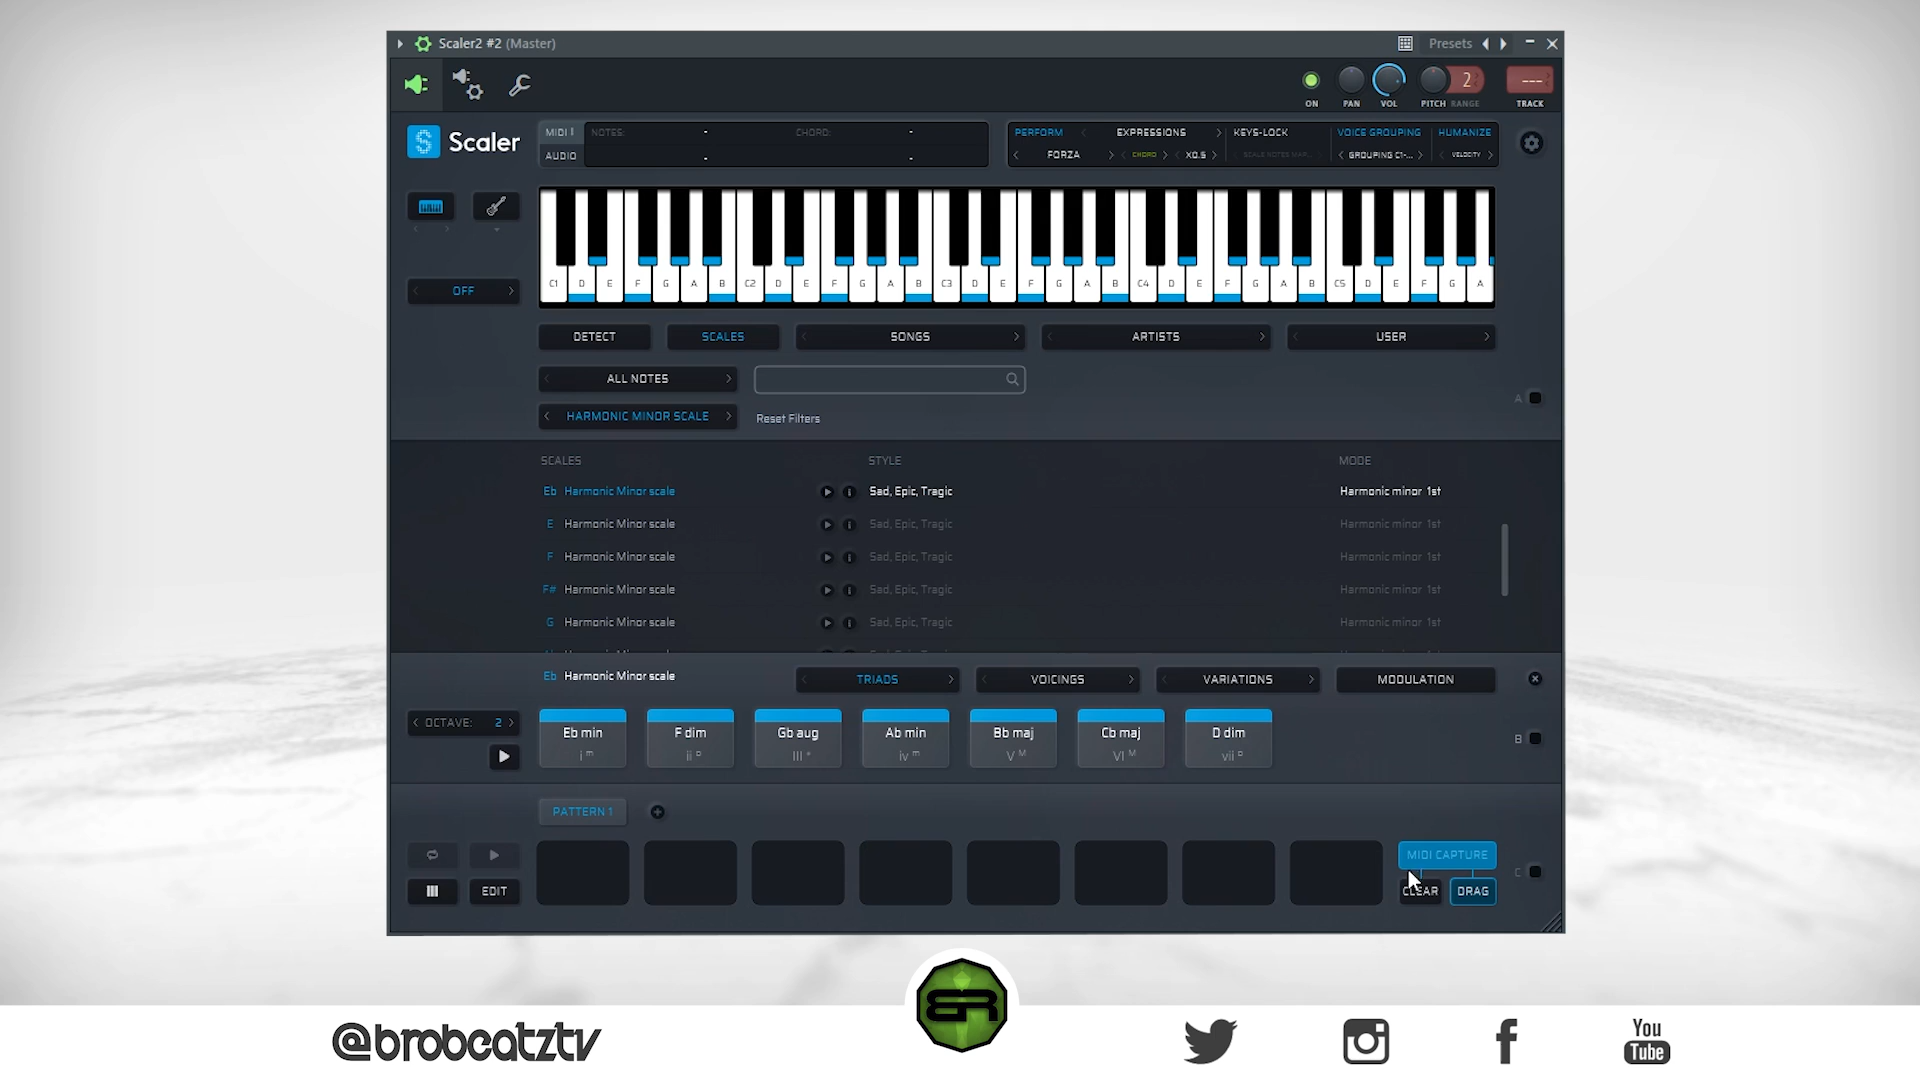 Scaler2 #2 (Master)
Presets
2
---
ON PAN VOL PITCH RANGE TRACK
Scaler
MIDI
AUDIO
NOTES: - CHORD: -
- -
PERFORM EXPRESSIONS KEYS-LOCK VOICE GROUPING HUMANIZE
FORZA CHORD X0.5 GROUPING C1-... VELOCITY
OFF
C1 D E F G A B C2 D E F G A B C3 D E F G A B C4 D E F G A B C5 D E F G A
DETECT SCALES SONGS ARTISTS USER
ALL NOTES
A
HARMONIC MINOR SCALE Reset Filters
SCALES STYLE MODE
Eb Harmonic Minor scale Sad, Epic, Tragic Harmonic minor 1st
E Harmonic Minor scale Sad, Epic, Tragic Harmonic minor 1st
F Harmonic Minor scale Sad, Epic, Tragic Harmonic minor 1st
F# Harmonic Minor scale Sad, Epic, Tragic Harmonic minor 1st
G Harmonic Minor scale Sad, Epic, Tragic Harmonic minor 1st
Eb Harmonic Minor scale TRIADS VOICINGS VARIATIONS MODULATION
OCTAVE: 2
Eb min F dim Gb aug Ab min Bb maj Cb maj D dim
i m ii o III + iv m V M VI M vii o
B
PATTERN 1
MIDI CAPTURE
C
EDIT
CLEAR DRAG
BR
@brobeatztv
You
Tube